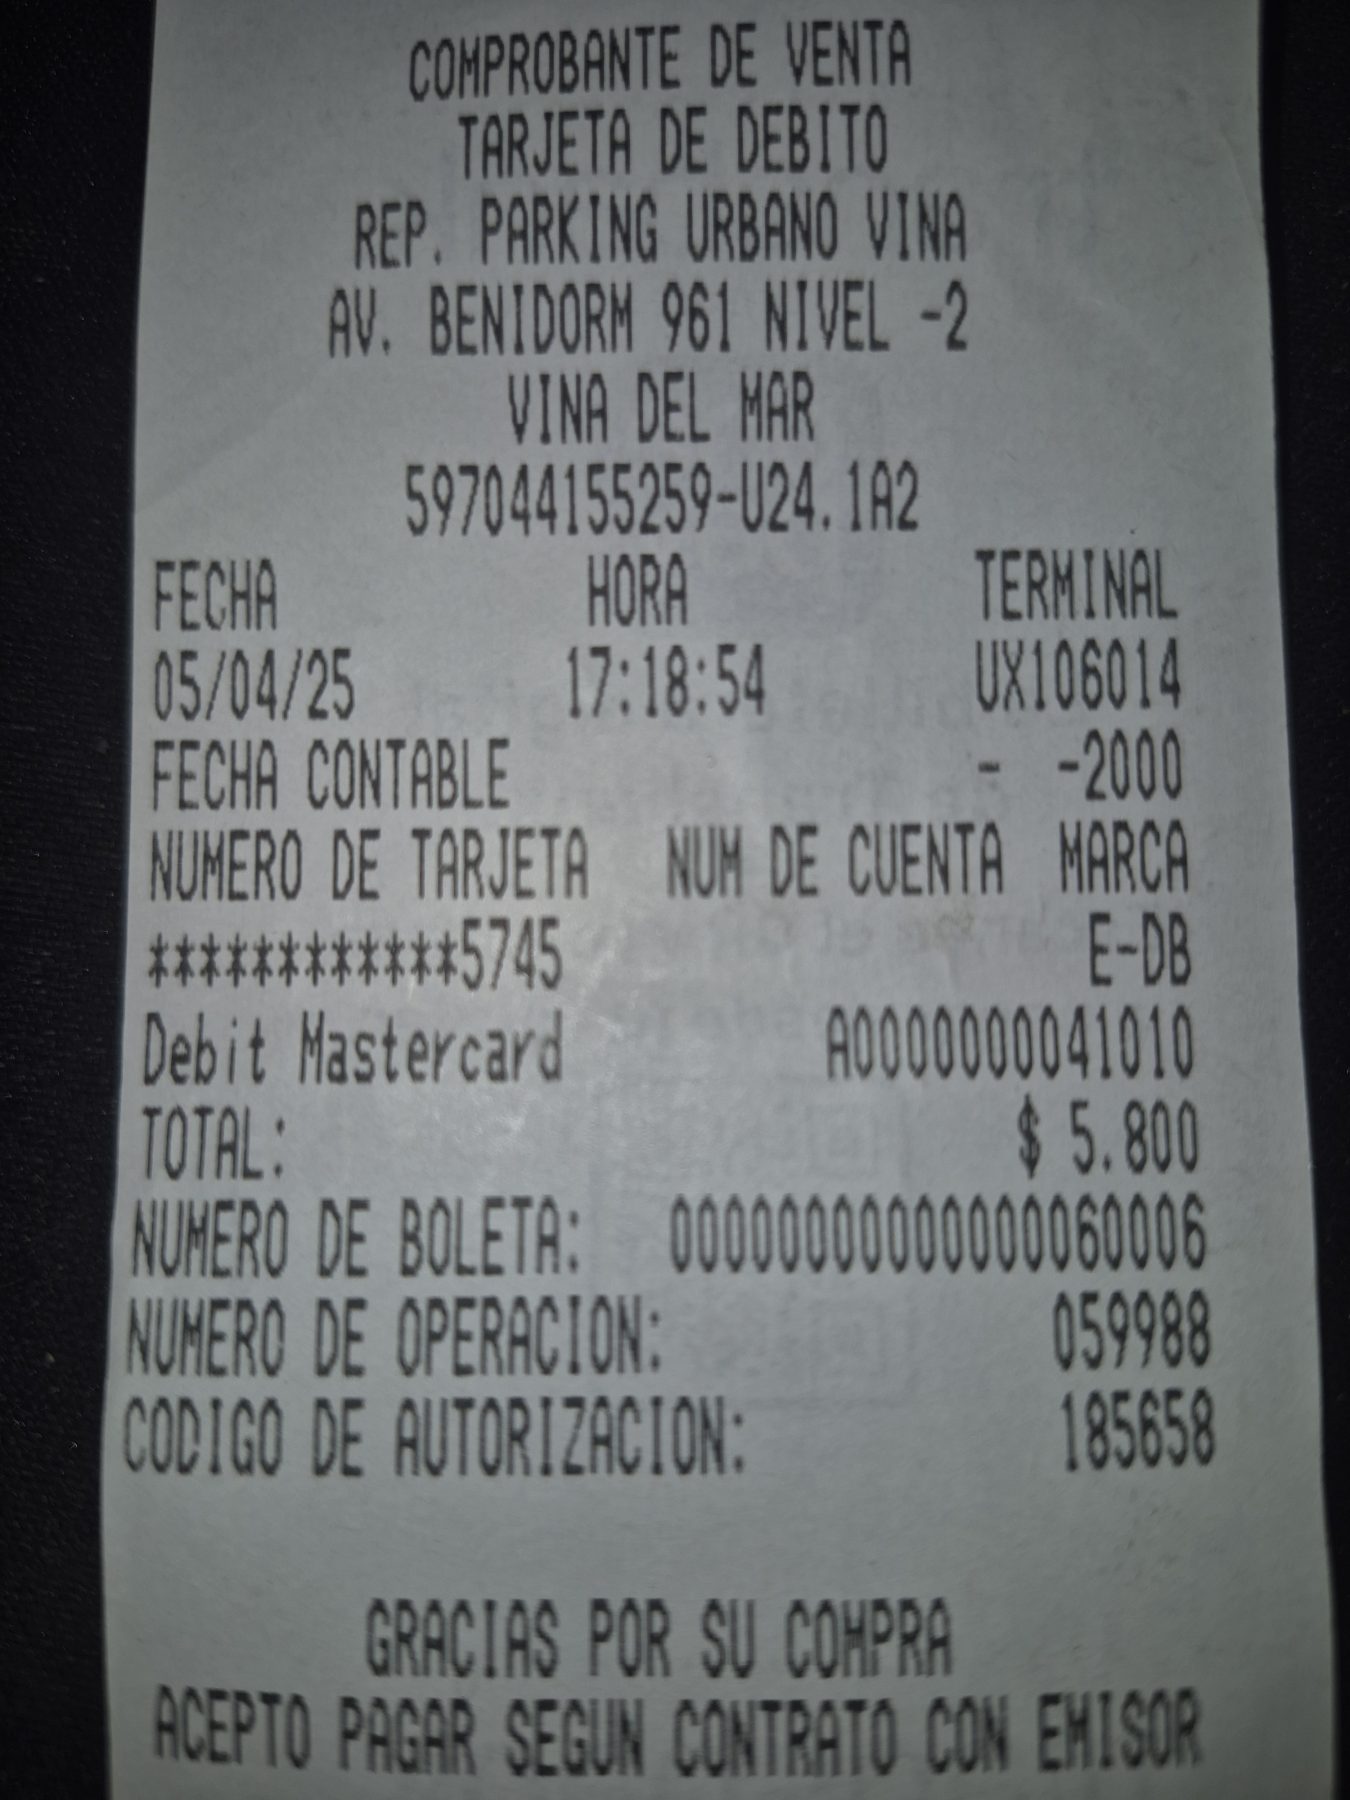 COMPROBANTE DE VENTA
TARJETA DE DEBITO
REP. PARKING URBANO VINA
AV. BENIDORM 961 NIVEL -2
VINA DEL MAR
597044155259-U24.1A2
FECHA HORA TERMINAL
05/04/25 17:18:54 UX106014
FECHA CONTABLE - -2000
NUMERO DE TARJETA NUM DE CUENTA MARCA
************5745 E-DB
Debit Mastercard A0000000041010
TOTAL: $ 5.800
NUMERO DE BOLETA: 00000000000000060006
NUMERO DE OPERACION: 059988
CODIGO DE AUTORIZACION: 185658
GRACIAS POR SU COMPRA
ACEPTO PAGAR SEGUN CONTRATO CON EMISOR